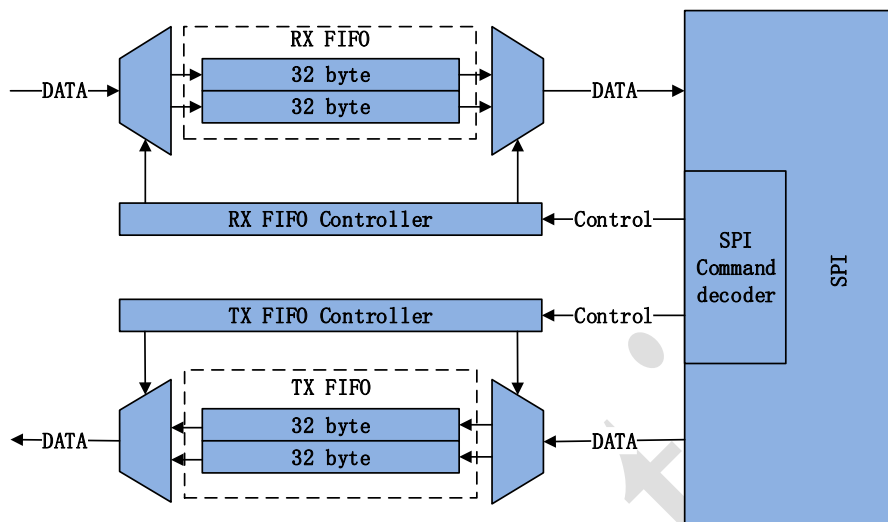 RX FIFO
32 byte
32 byte
DATA
DATA
RX FIFO Controller
Control
SPI
Command
decoder
SPI
TX FIFO Controller
Control
TX FIFO
32 byte
32 byte
DATA
DATA